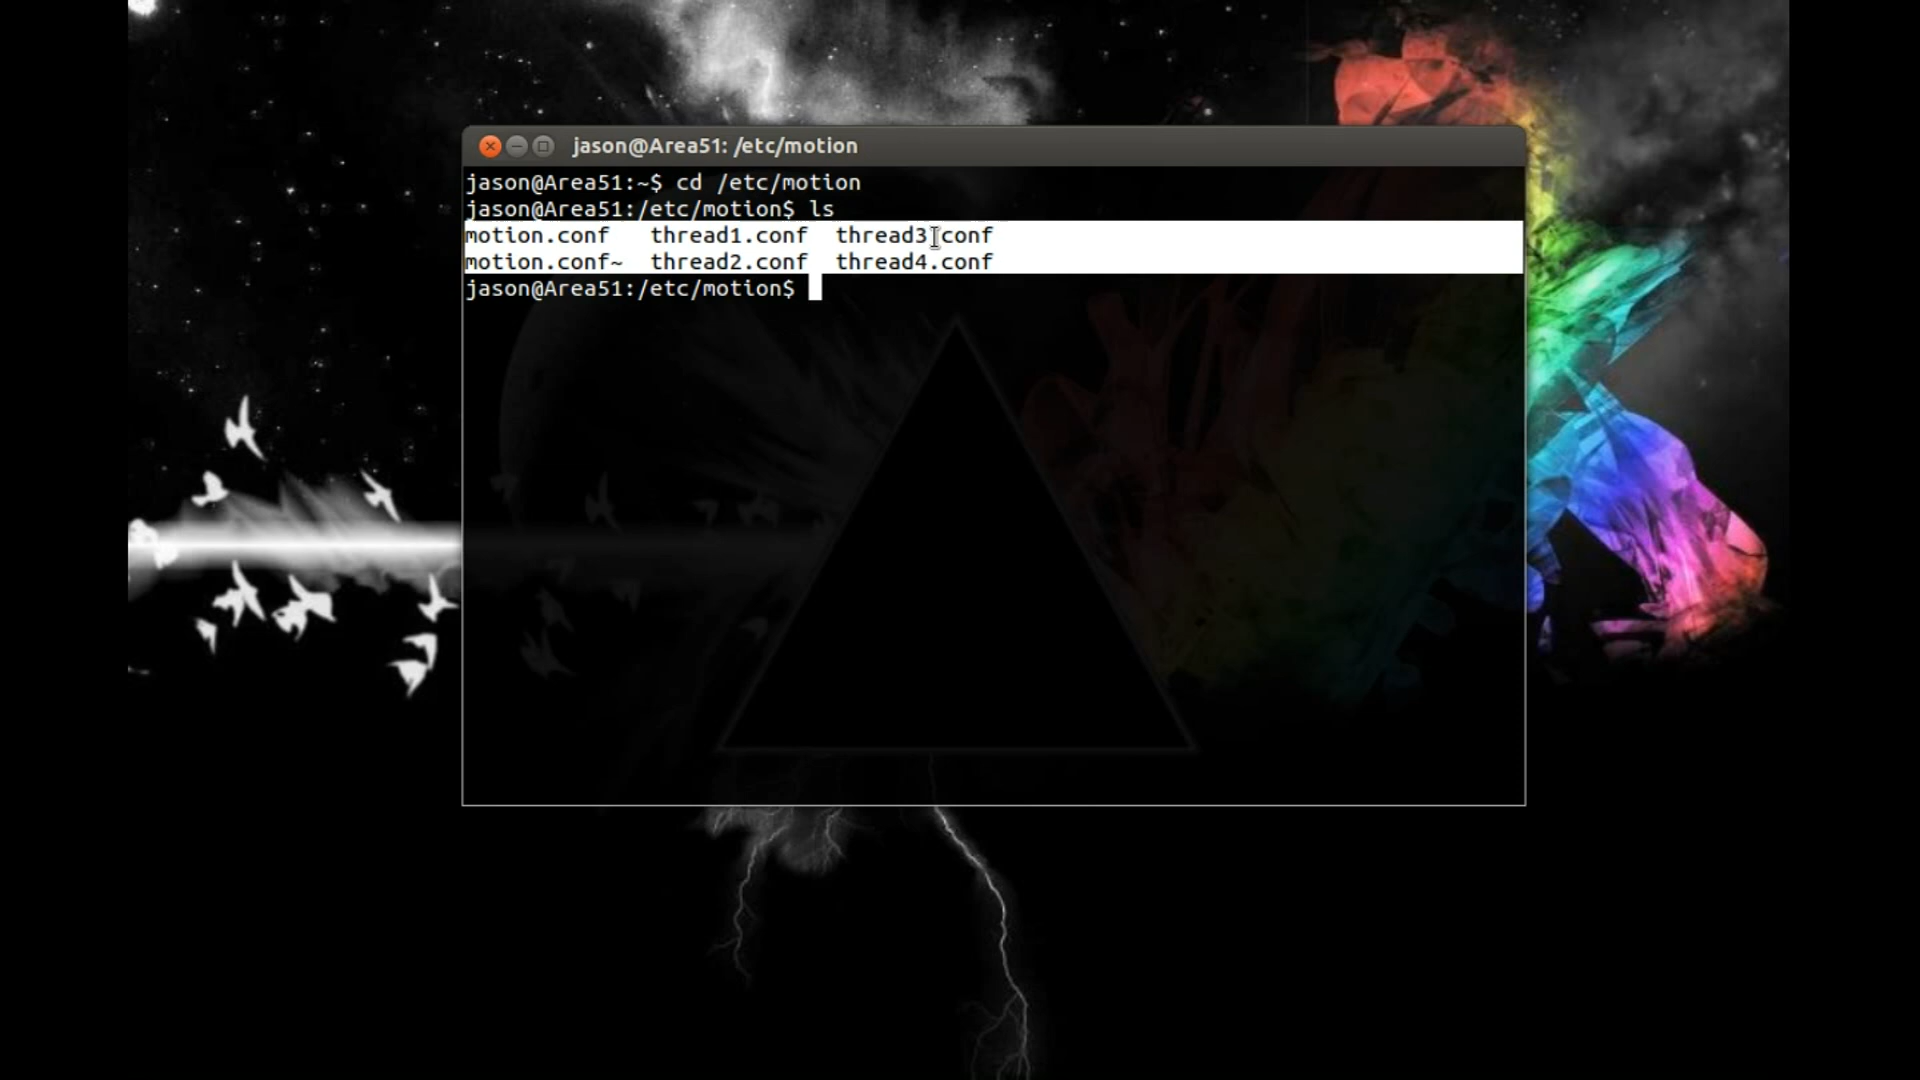 jason@Area51: /etc/motion
jason@Area51:~$ cd /etc/motion
jason@Area51:/etc/motion$ ls
motion.conf   thread1.conf  thread3.conf
motion.conf~  thread2.conf  thread4.conf
jason@Area51:/etc/motion$